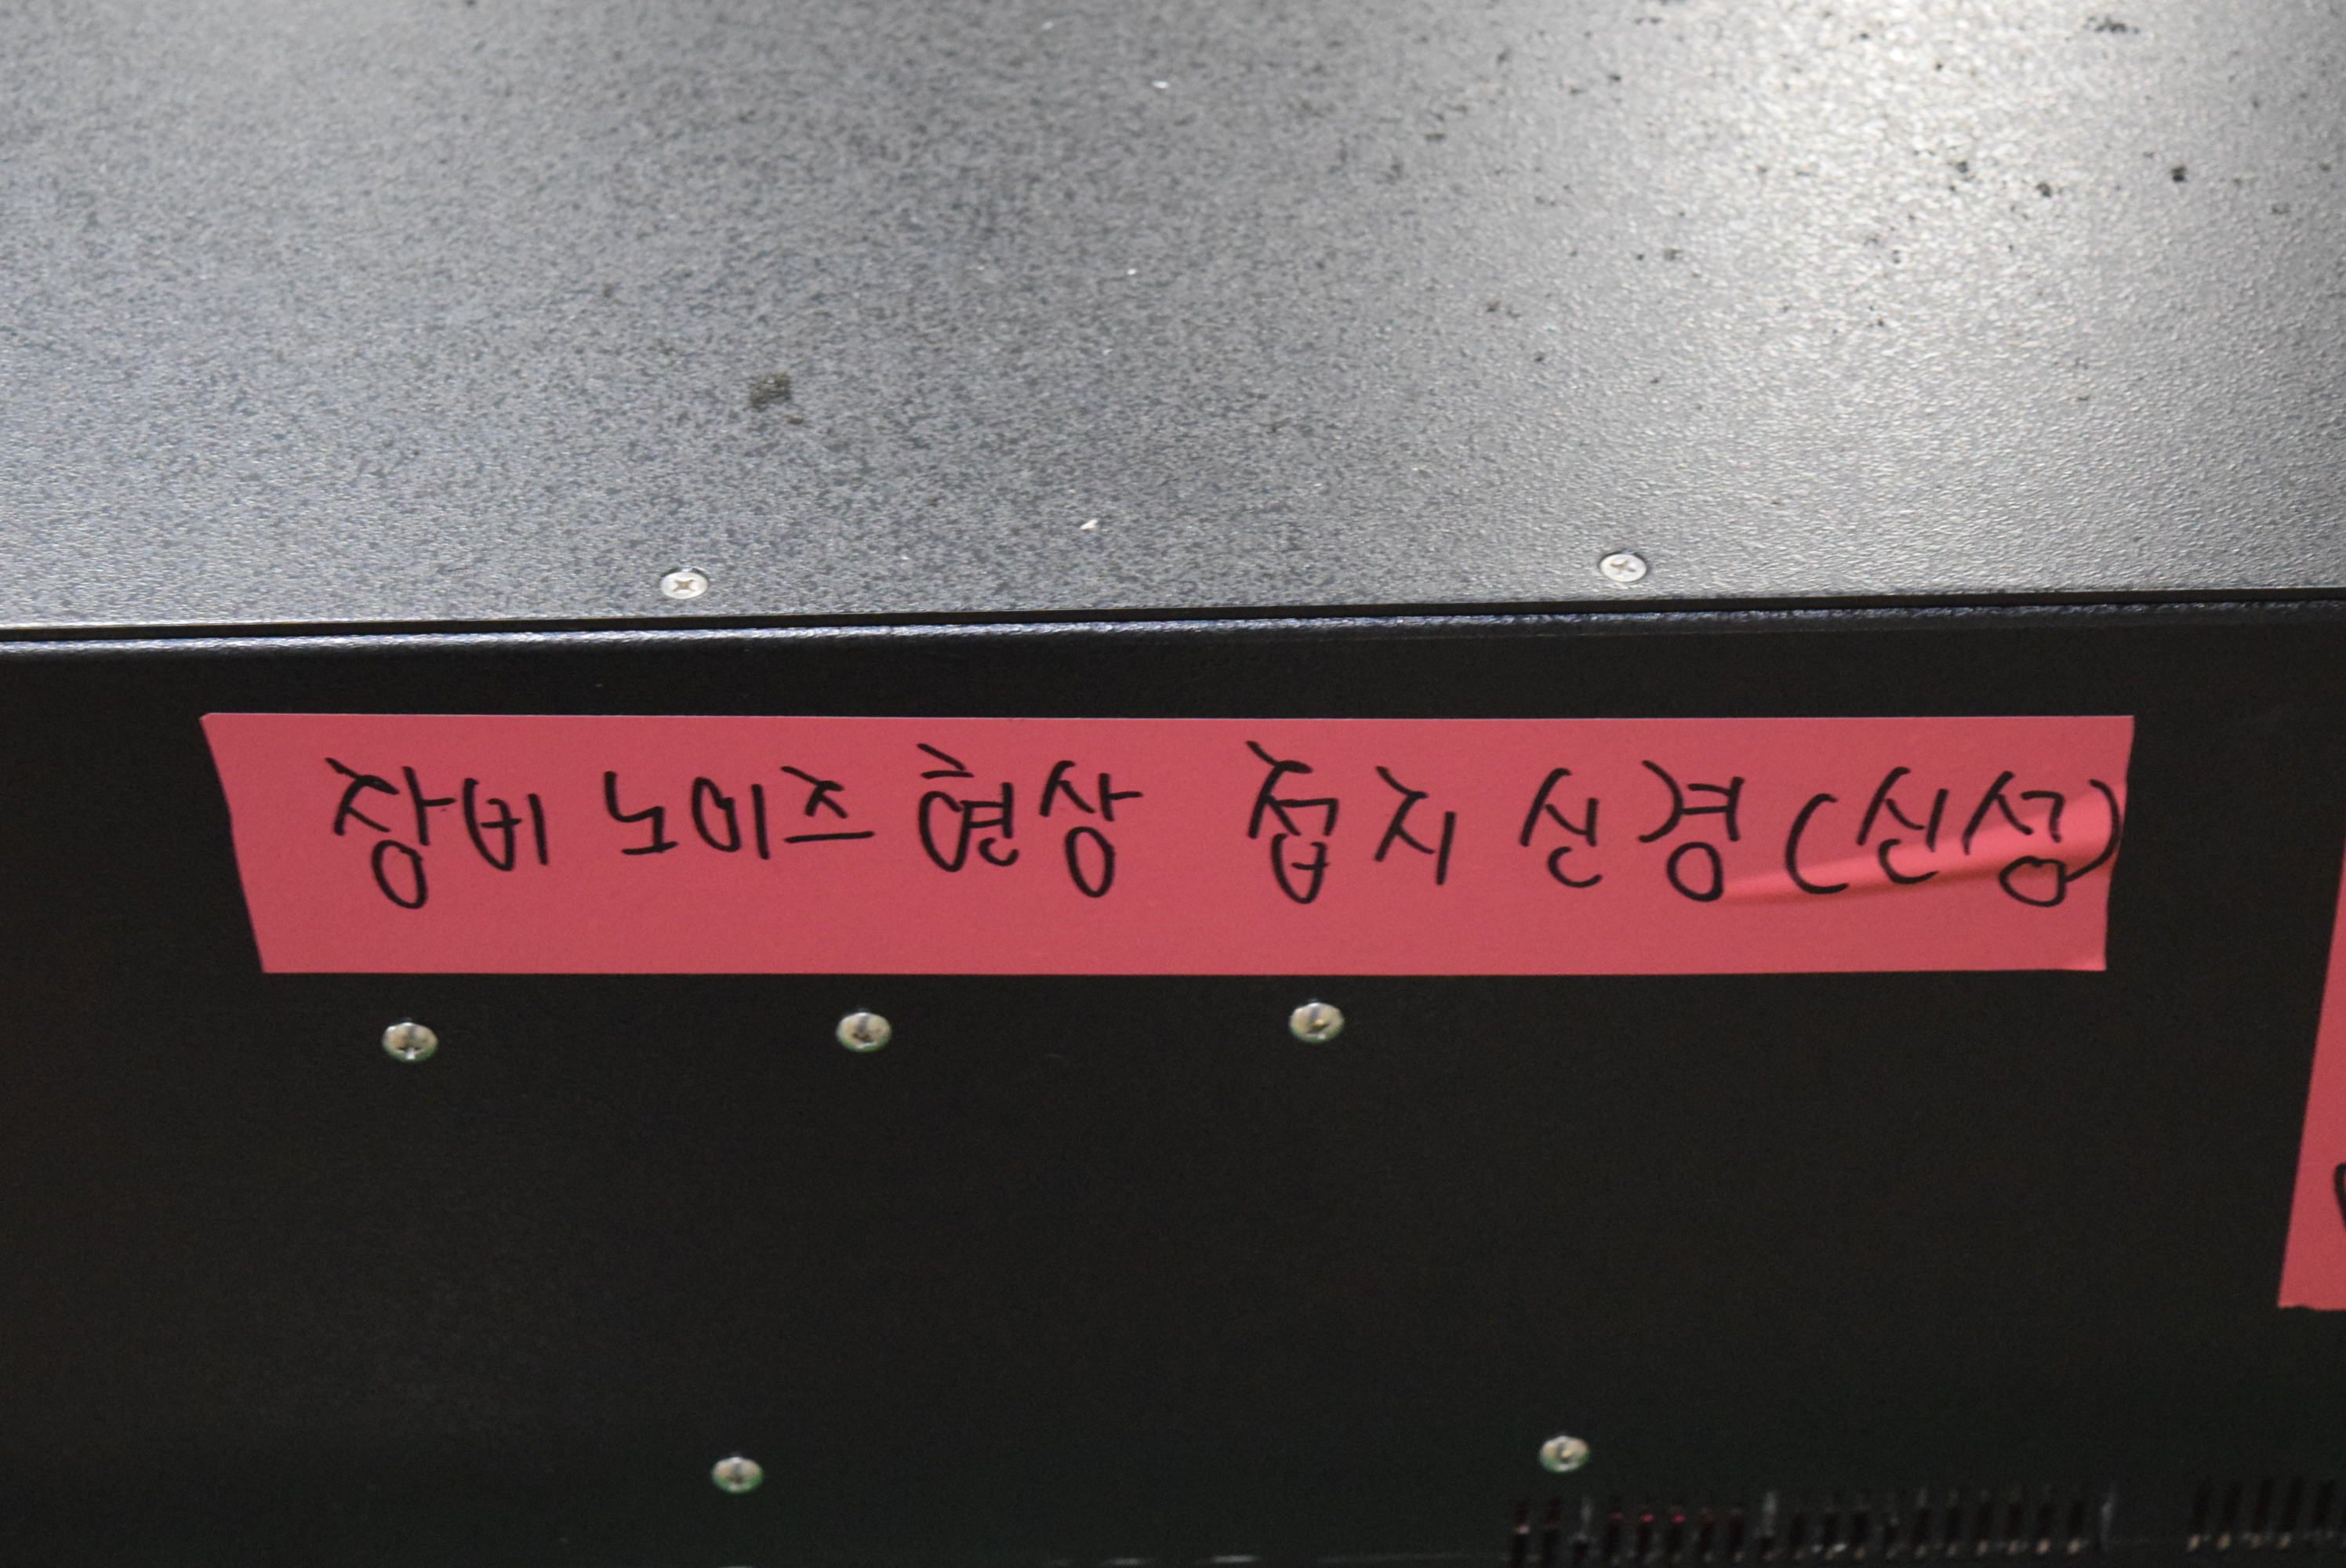 장비 노이즈 현상 접지 신경(신성)